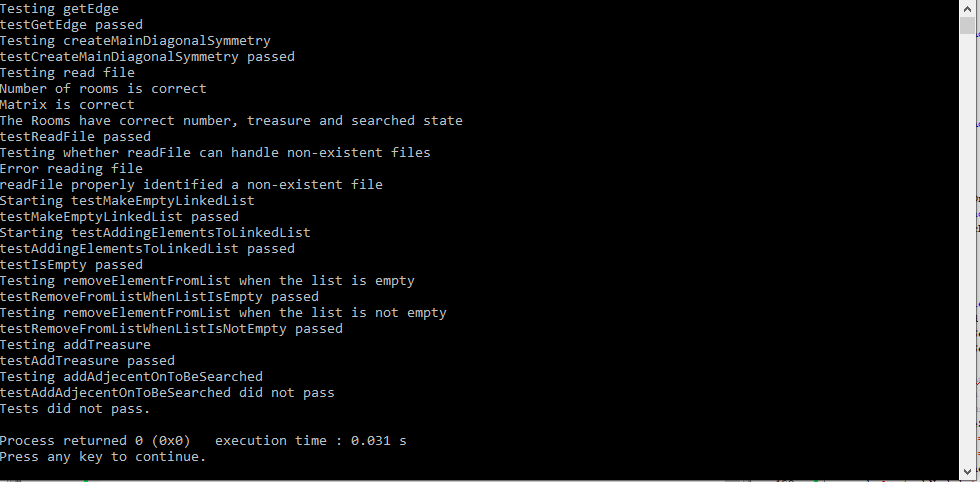 Testing getEdge
testGetEdge passed
Testing createMainDiagonalSymmetry
testCreateMainDiagonalSymmetry passed
Testing read file
Number of rooms is correct
Matrix is correct
The Rooms have correct number, treasure and searched state
testReadFile passed
Testing whether readFile can handle non-existent files
Error reading file
readFile properly identified a non-existent file
Starting testMakeEmptyLinkedList
testMakeEmptyLinkedList passed
Starting testAddingElementsToLinkedList
testAddingElementsToLinkedList passed
testIsEmpty passed
Testing removeElementFromList when the list is empty
testRemoveFromListWhenListIsEmpty passed
Testing removeElementFromList when the list is not empty
testRemoveFromListWhenListIsNotEmpty passed
Testing addTreasure
testAddTreasure passed
Testing addAdjecentOnToBeSearched
testAddAdjecentOnToBeSearched did not pass
Tests did not pass.
Process returned 0 (0x0)   execution time : 0.031 s
Press any key to continue.